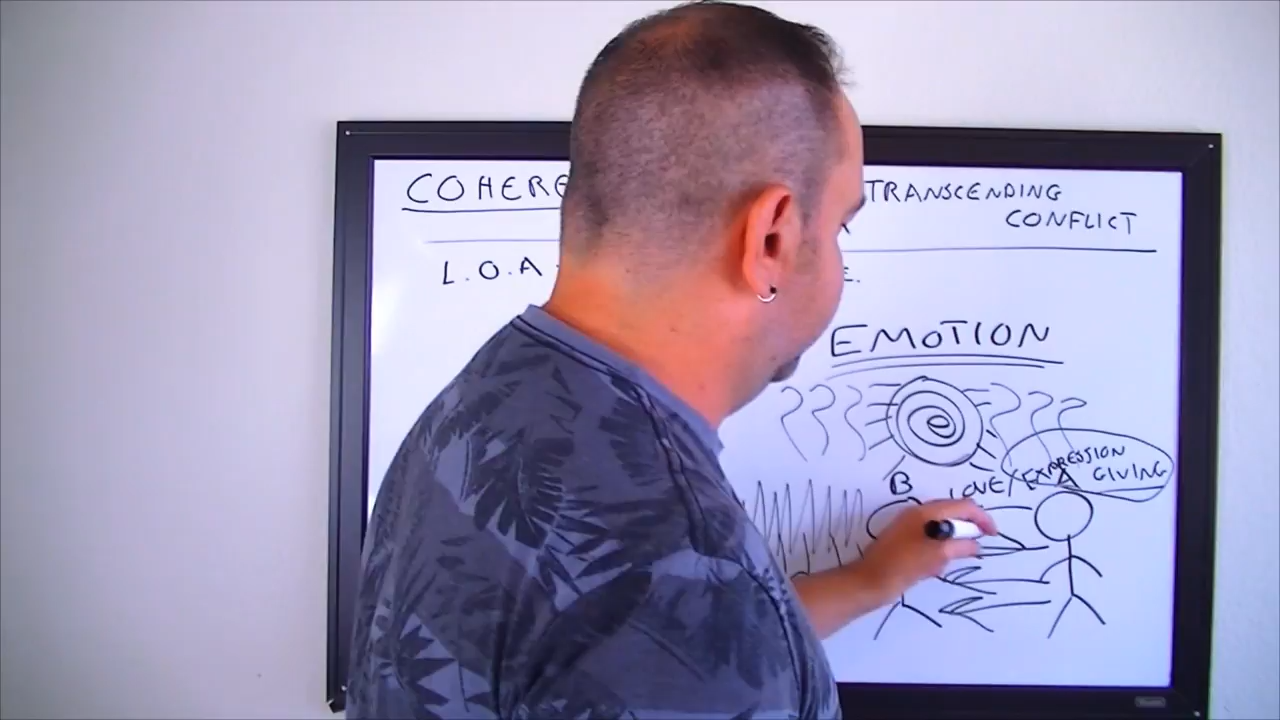 COHERE
TRANSCENDING
CONFLICT
L.O.A
E.
EMOTION
B
LOVE/EXPRESSION
A GIVING